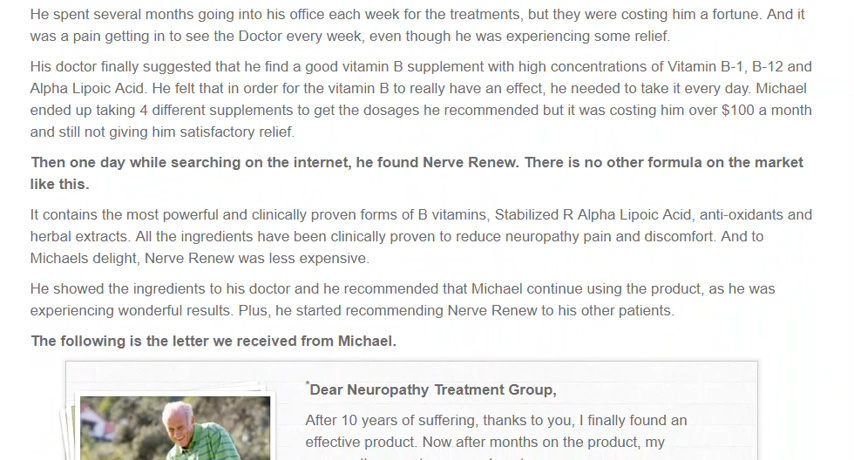 He spent several months going into his office each week for the treatments, but they were costing him a fortune. And it
was a pain getting in to see the Doctor every week, even though he was experiencing some relief.
His doctor finally suggested that he find a good vitamin B supplement with high concentrations of Vitamin B-1, B-12 and
Alpha Lipoic Acid. He felt that in order for the vitamin B to really have an effect, he needed to take it every day. Michael
ended up taking 4 different supplements to get the dosages he recommended but it was costing him over $100 a month
and still not giving him satisfactory relief.
Then one day while searching on the internet, he found Nerve Renew. There is no other formula on the market
like this.
It contains the most powerful and clinically proven forms of B vitamins, Stabilized R Alpha Lipoic Acid, anti-oxidants and
herbal extracts. All the ingredients have been clinically proven to reduce neuropathy pain and discomfort. And to
Michaels delight, Nerve Renew was less expensive.
He showed the ingredients to his doctor and he recommended that Michael continue using the product, as he was
experiencing wonderful results. Plus, he started recommending Nerve Renew to his other patients.
The following is the letter we received from Michael.
*Dear Neuropathy Treatment Group,
After 10 years of suffering, thanks to you, I finally found an
effective product. Now after months on the product, my